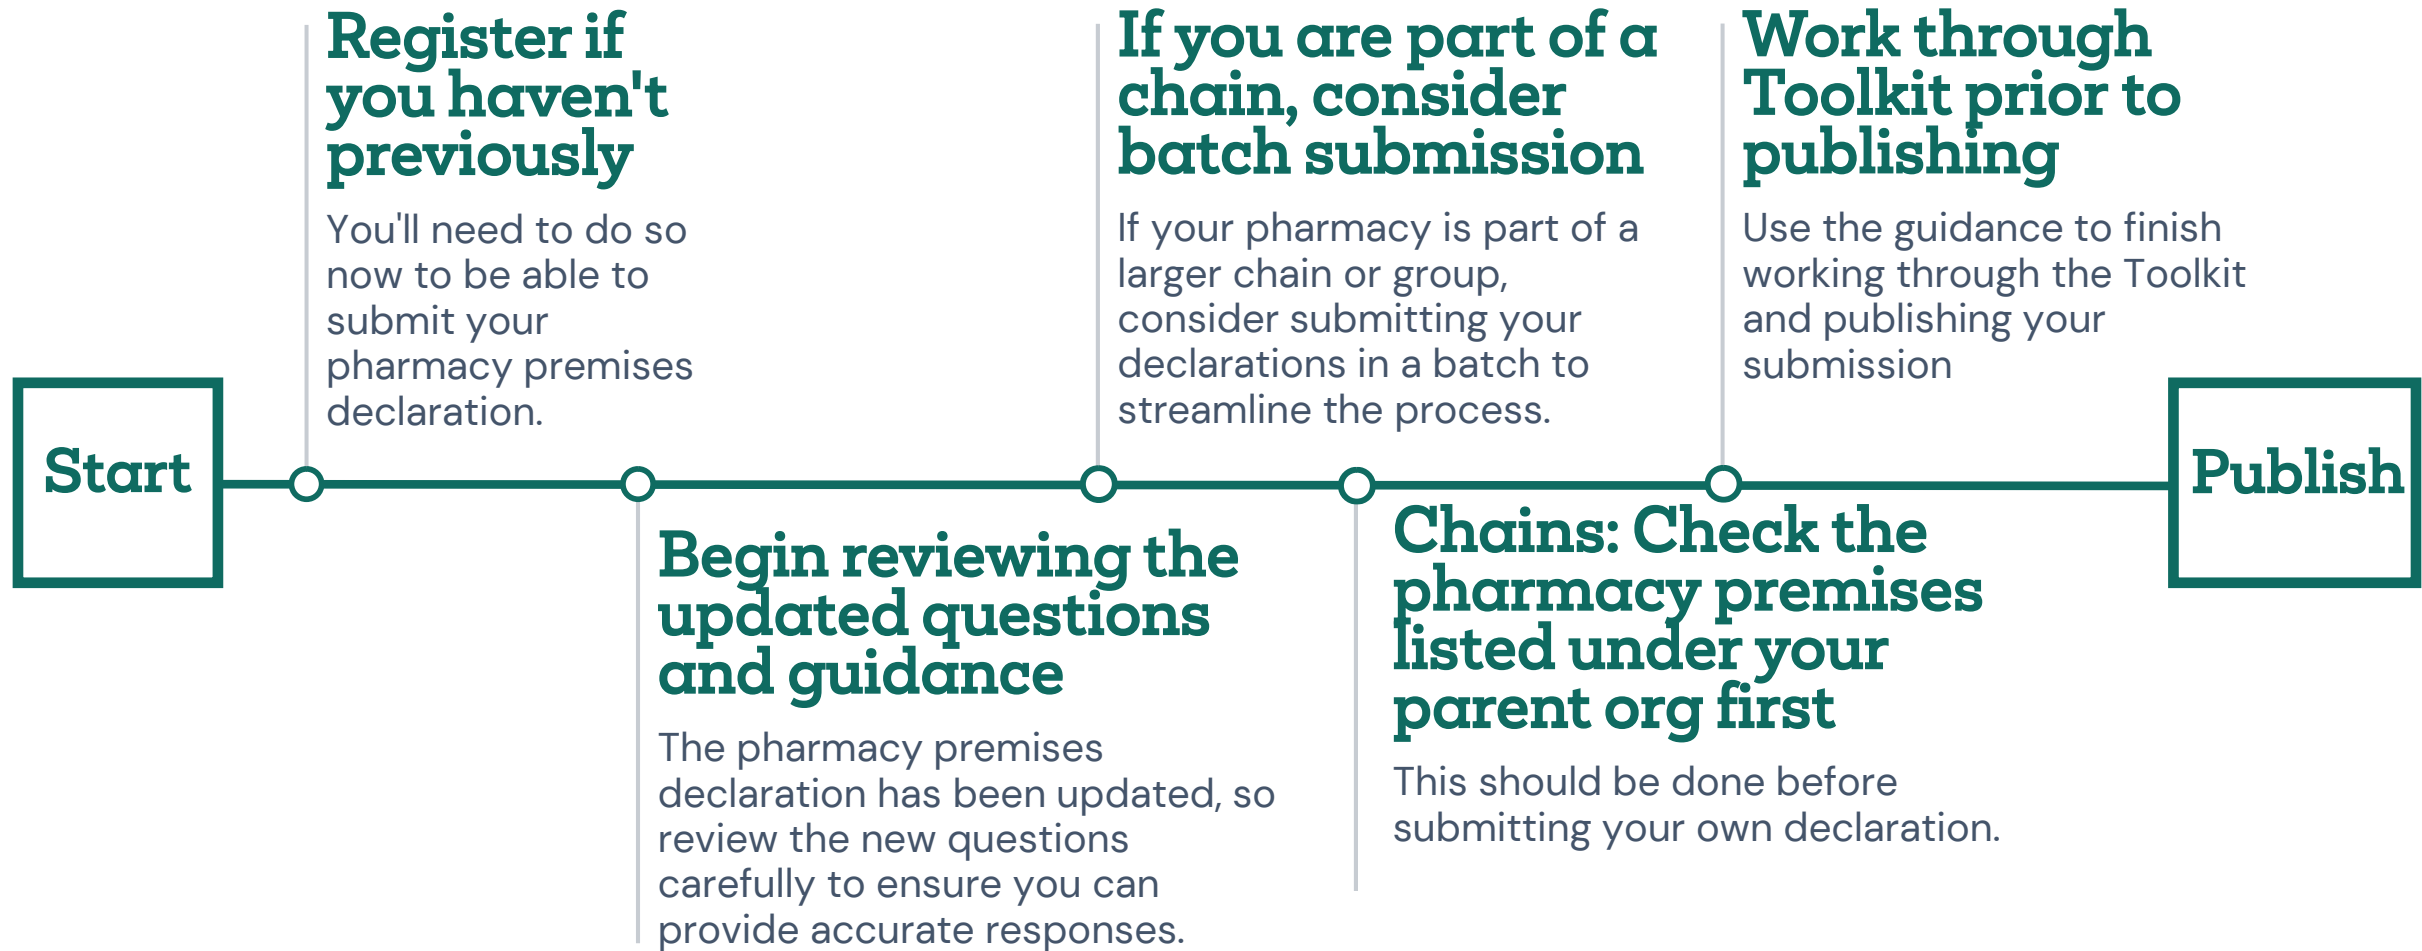 Start
Register if
you haven't
previously
You'll need to do so
now to be able to
submit your
pharmacy premises
declaration.
Begin reviewing the
updated questions
and guidance
The pharmacy premises
declaration has been updated, so
review the new questions
carefully to ensure you can
provide accurate responses.
If you are part of a
chain, consider
batch submission
If your pharmacy is part of a
larger chain or group,
consider submitting your
declarations in a batch to
streamline the process.
Chains: Check the
pharmacy premises
listed under your
parent org first
This should be done before
submitting your own declaration.
Work through
Toolkit prior to
publishing
Use the guidance to finish
working through the Toolkit
and publishing your
submission
Publish